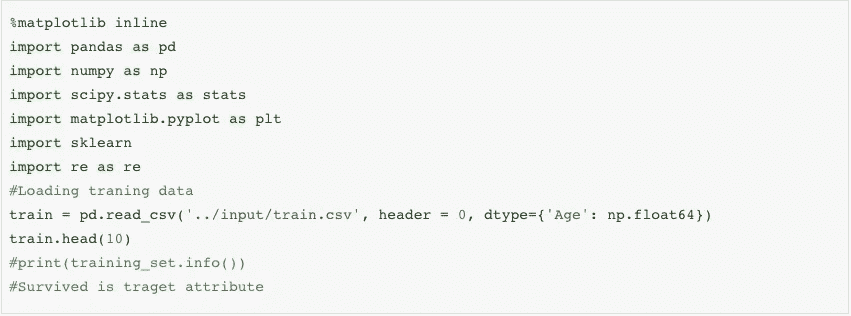 %matplotlib inline
import pandas as pd
import numpy as np
import scipy.stats as stats
import matplotlib.pyplot as plt
import sklearn
import re as re
#Loading traning data
train = pd.read_csv('../input/train.csv', header = 0, dtype={'Age': np.float64})
train.head(10)
#print(training_set.info())
#Survived is traget attribute